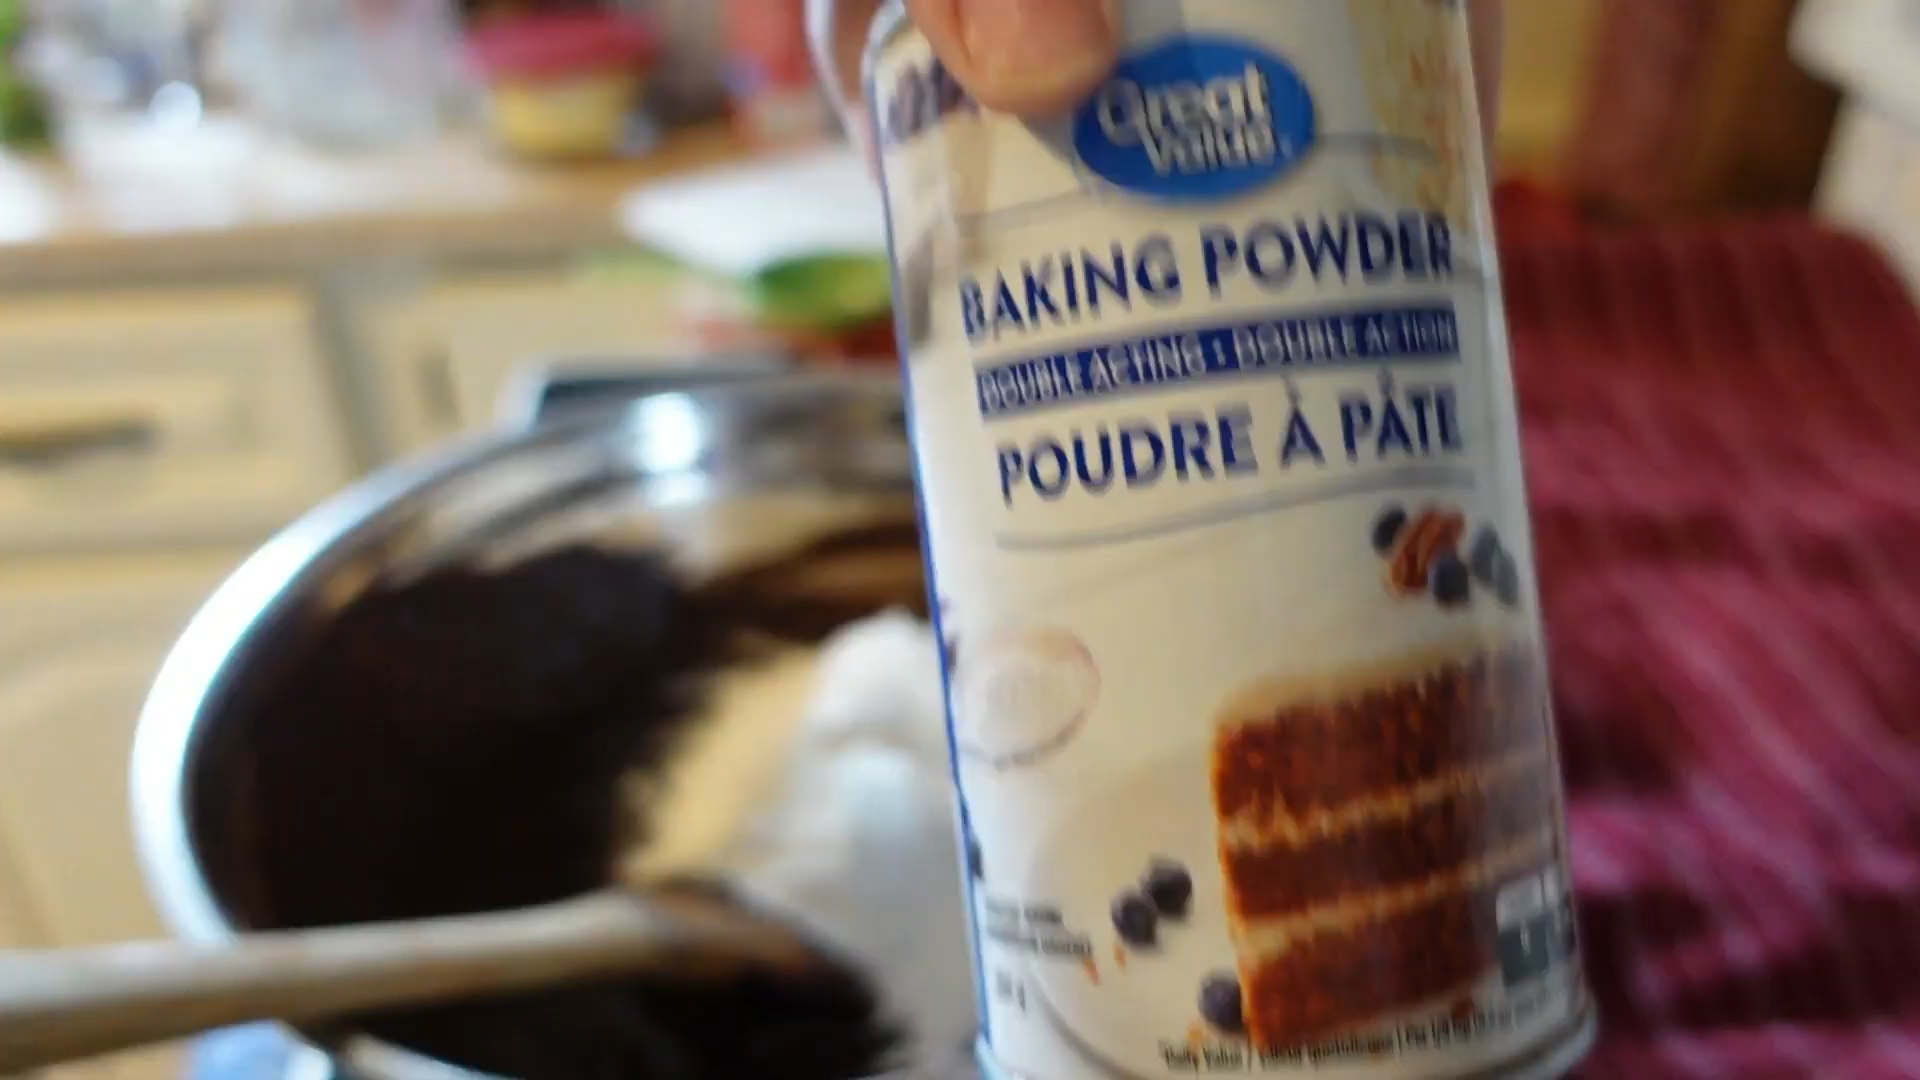 Great
Value
BAKING POWDER
DOUBLE ACTING • DOUBLE ACTION
POUDRE À PÂTE